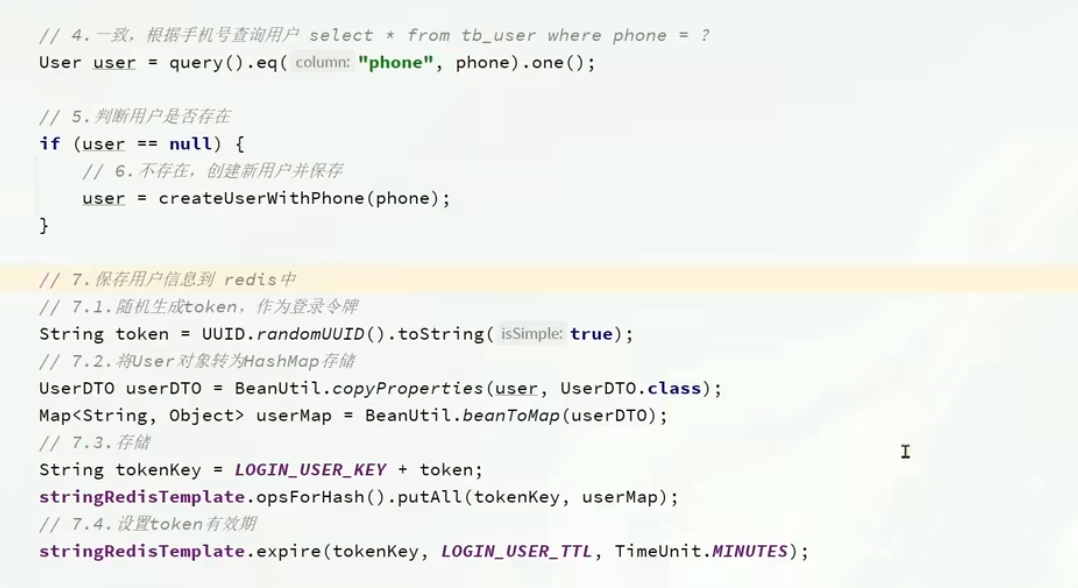 // 4.一致，根据手机号查询用户 select * from tb_user where phone = ?
User user = query().eq( column: "phone", phone).one();
// 5.判断用户是否存在
if (user == null) {
// 6.不存在，创建新用户并保存
user = createUserWithPhone(phone);
}
// 7.保存用户信息到 redis中
// 7.1.随机生成token，作为登录令牌
String token = UUID.randomUUID().toString( isSimple: true);
// 7.2.将User对象转为HashMap存储
UserDTO userDTO = BeanUtil.copyProperties(user, UserDTO.class);
Map<String, Object> userMap = BeanUtil.beanToMap(userDTO);
// 7.3.存储
String tokenKey = LOGIN_USER_KEY + token;
stringRedisTemplate.opsForHash().putAll(tokenKey, userMap);
// 7.4.设置token有效期
stringRedisTemplate.expire(tokenKey, LOGIN_USER_TTL, TimeUnit.MINUTES);